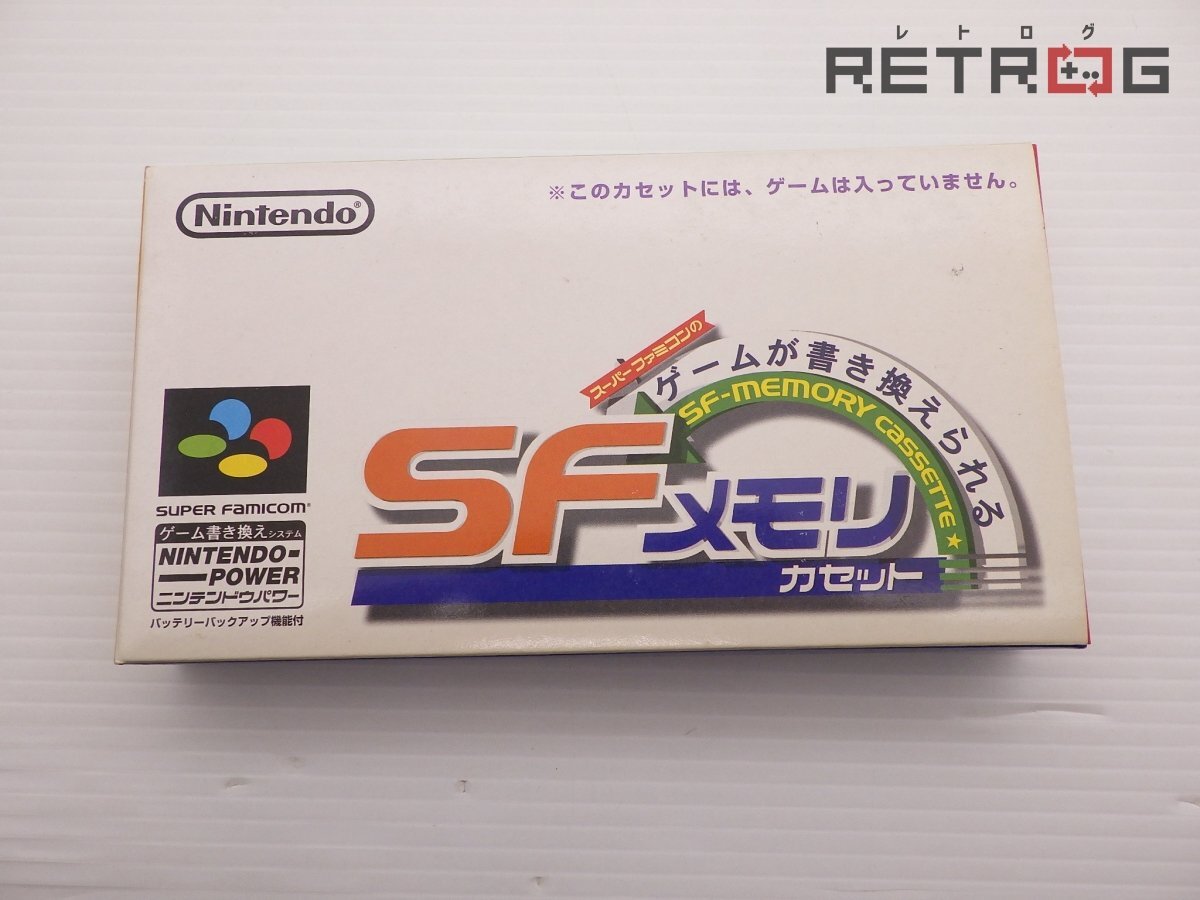 レトログ
RETROG
Nintendo®
※このカセットには、ゲームは入っていません。
スーパーファミコンの
ゲームが書き換えられる
SF-MEMORY CASSETTE★
SFメモリ
カセット
SUPER FAMICOM®
ゲーム書き換えシステム
NINTENDO-
POWER
ニンテンドウパワー
バッテリーバックアップ機能付